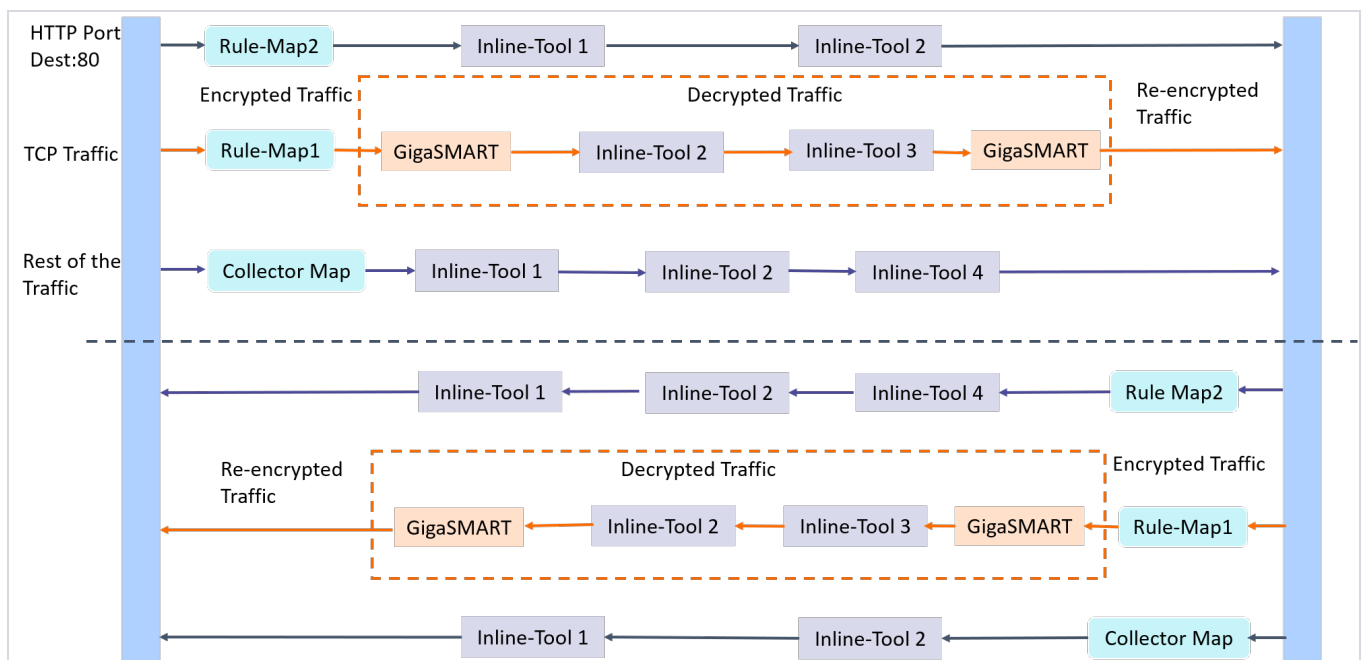 HTTP Port
Dest:80
Rule-Map2
Inline-Tool 1
Inline-Tool 2
Encrypted Traffic
Decrypted Traffic
Re-encrypted
Traffic
TCP Traffic
Rule-Map1
GigaSMART
Inline-Tool 2
Inline-Tool 3
GigaSMART
Rest of the
Traffic
Collector Map
Inline-Tool 1
Inline-Tool 2
Inline-Tool 4
Inline-Tool 1
Inline-Tool 2
Inline-Tool 4
Rule Map2
Re-encrypted
Traffic
Decrypted Traffic
Encrypted Traffic
GigaSMART
Inline-Tool 2
Inline-Tool 3
GigaSMART
Rule-Map1
Inline-Tool 1
Inline-Tool 2
Collector Map